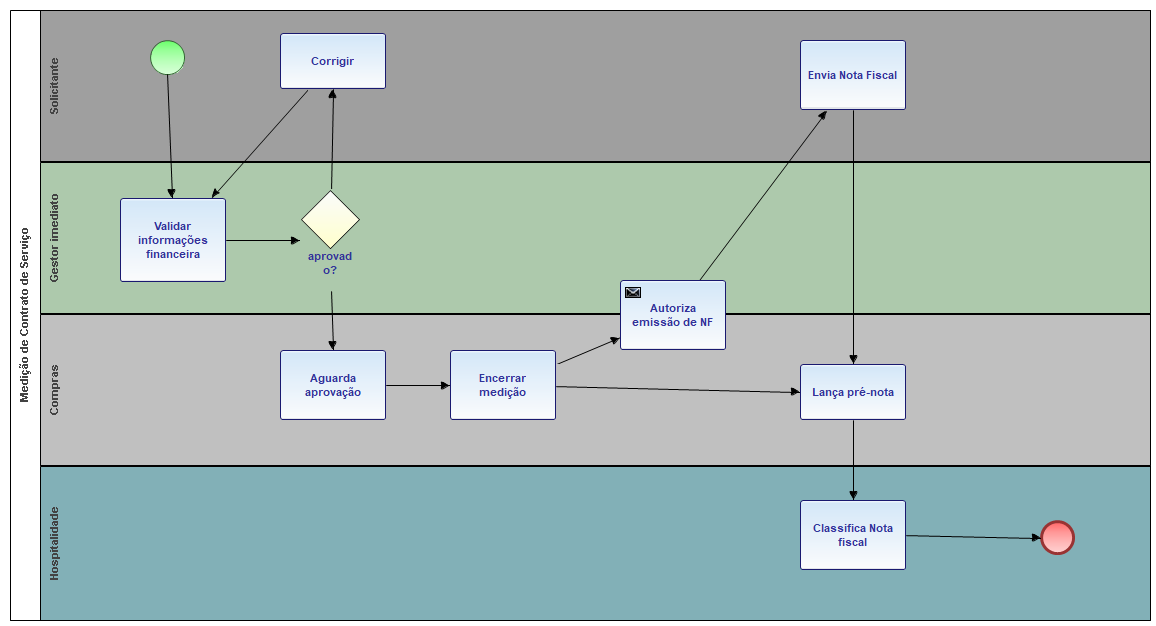 Medição de Contrato de Serviço
Solicitante
Corrigir
Envia Nota Fiscal
Gestor imediato
Validar
informações
financeira
aprovad
o?
Autoriza
emissão de NF
Compras
Aguarda
aprovação
Encerrar
medição
Lança pré-nota
Hospitalidade
Classifica Nota
fiscal